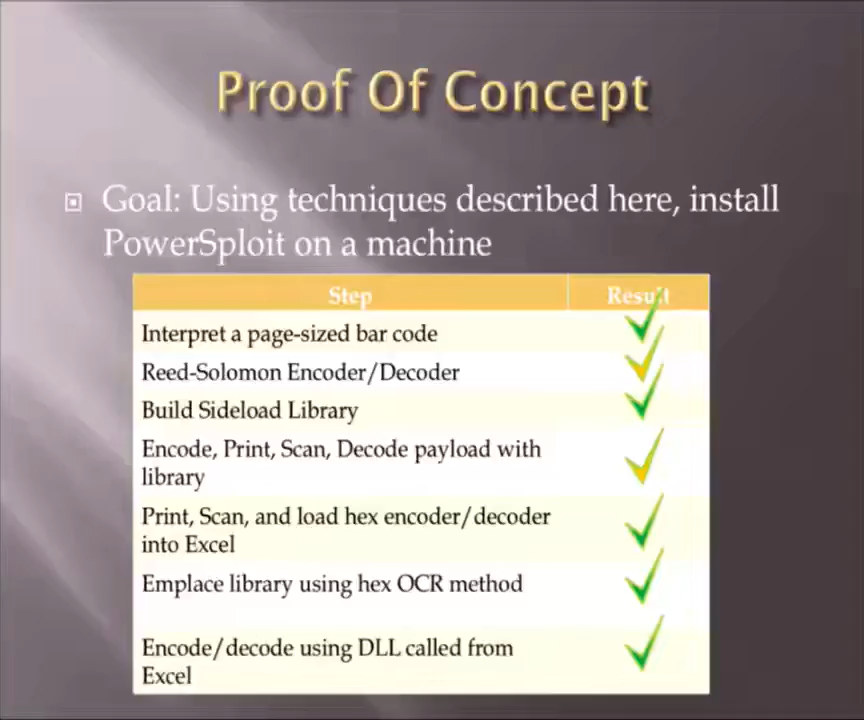 Proof Of Concept
Goal: Using techniques described here, install
PowerSploit on a machine
Step Result
Interpret a page-sized bar code
Reed-Solomon Encoder/Decoder
Build Sideload Library
Encode, Print, Scan, Decode payload with
library
Print, Scan, and load hex encoder/decoder
into Excel
Emplace library using hex OCR method
Encode/decode using DLL called from
Excel